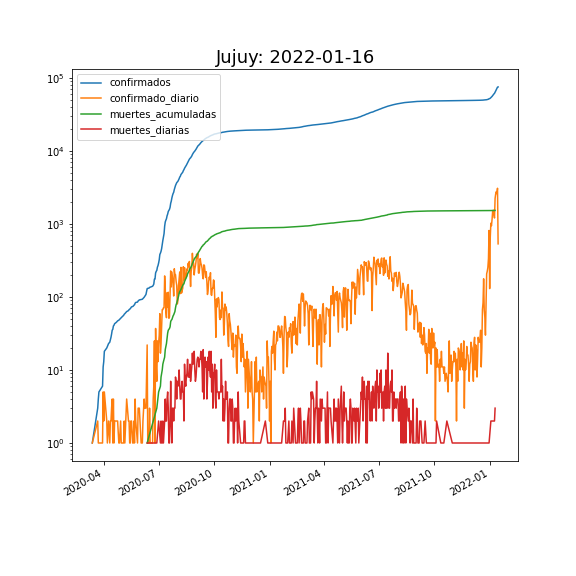 Jujuy: 2022-01-16
confirmados
confirmado_diario
muertes_acumuladas
muertes_diarias
10^5
10^4
10^3
10^2
10^1
10^0
2020-04
2020-07
2020-10
2021-01
2021-04
2021-07
2021-10
2022-01